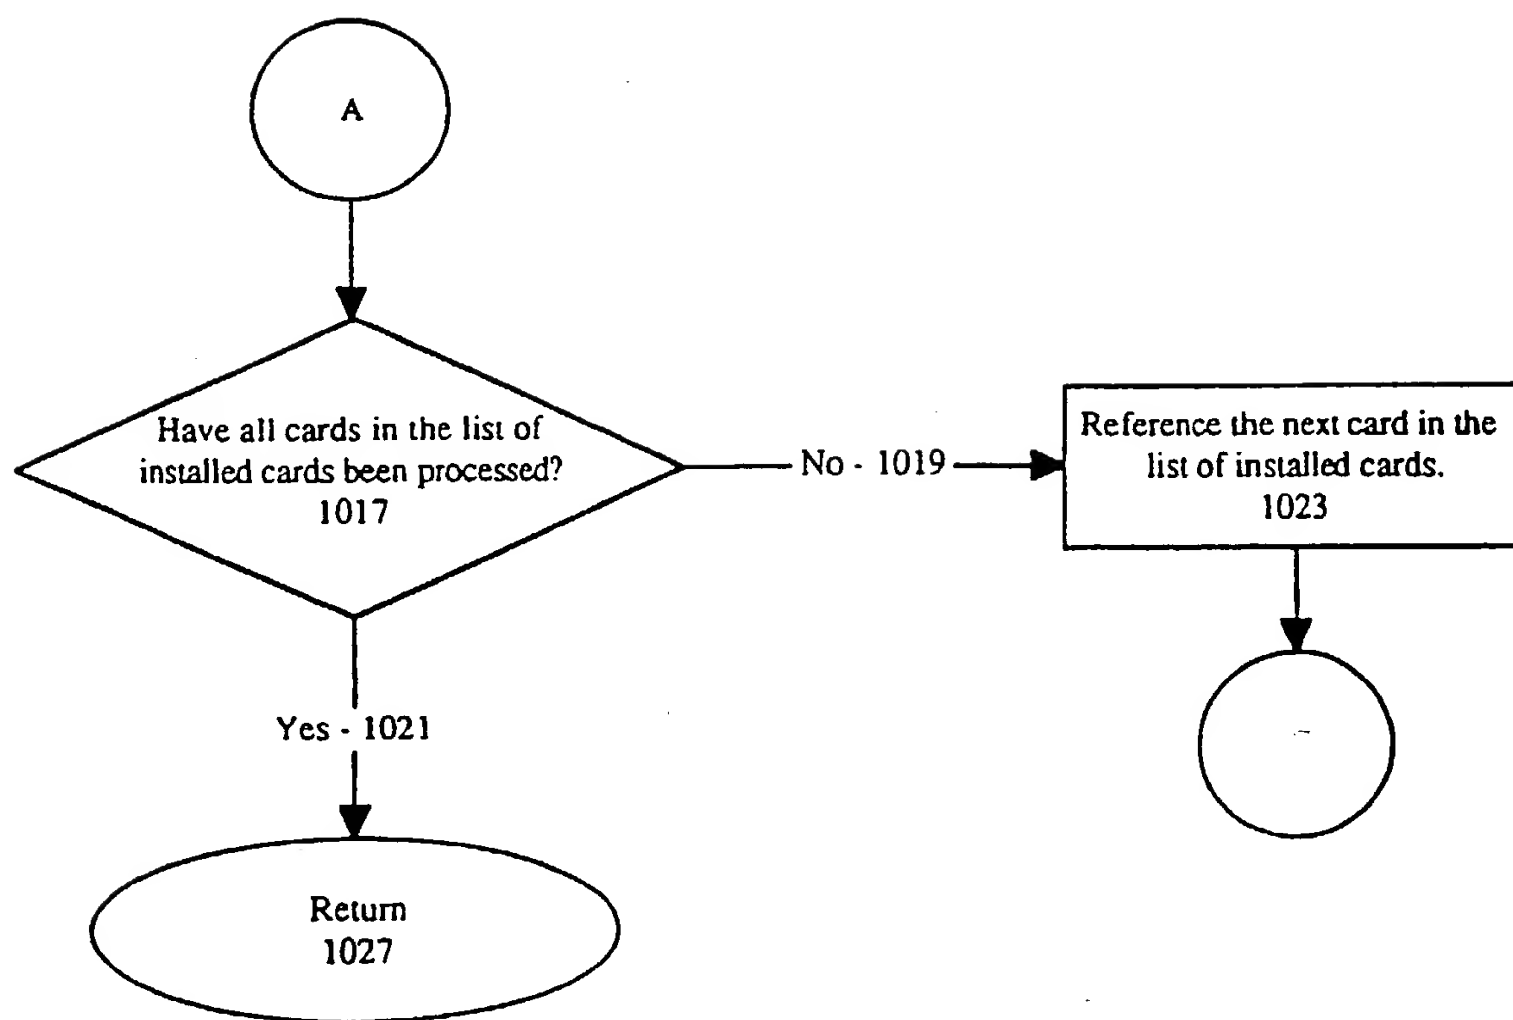 A
Have all cards in the list of
installed cards been processed?
1017
No - 1019
Reference the next card in the
list of installed cards.
1023
Yes - 1021
Return
1027